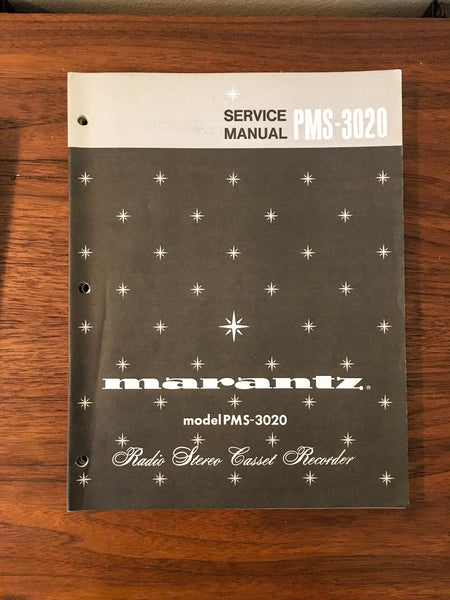 SERVICE
MANUAL PMS-3020
marantz®
model PMS-3020
Radio Stereo Casset Recorder